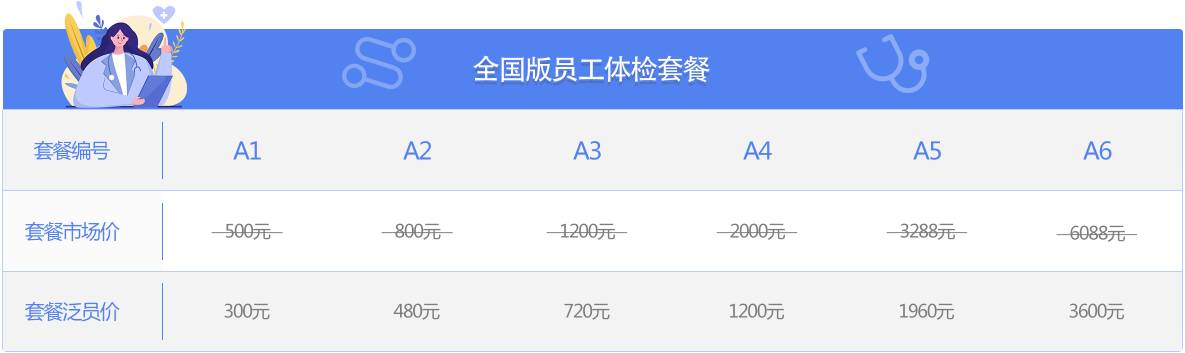 全国版员工体检套餐
套餐编号 A1 A2 A3 A4 A5 A6
套餐市场价 500元 800元 1200元 2000元 3288元 6088元
套餐泛员价 300元 480元 720元 1200元 1960元 3600元